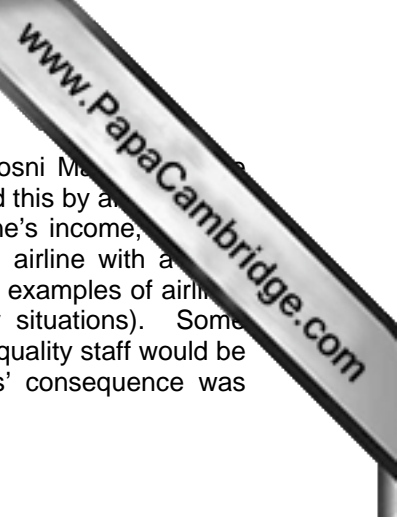 www.PapaCambridge.com
osni
d this by
ne's income,
airline with a
examples of
situations). Some
quality staff would be
s' consequence was